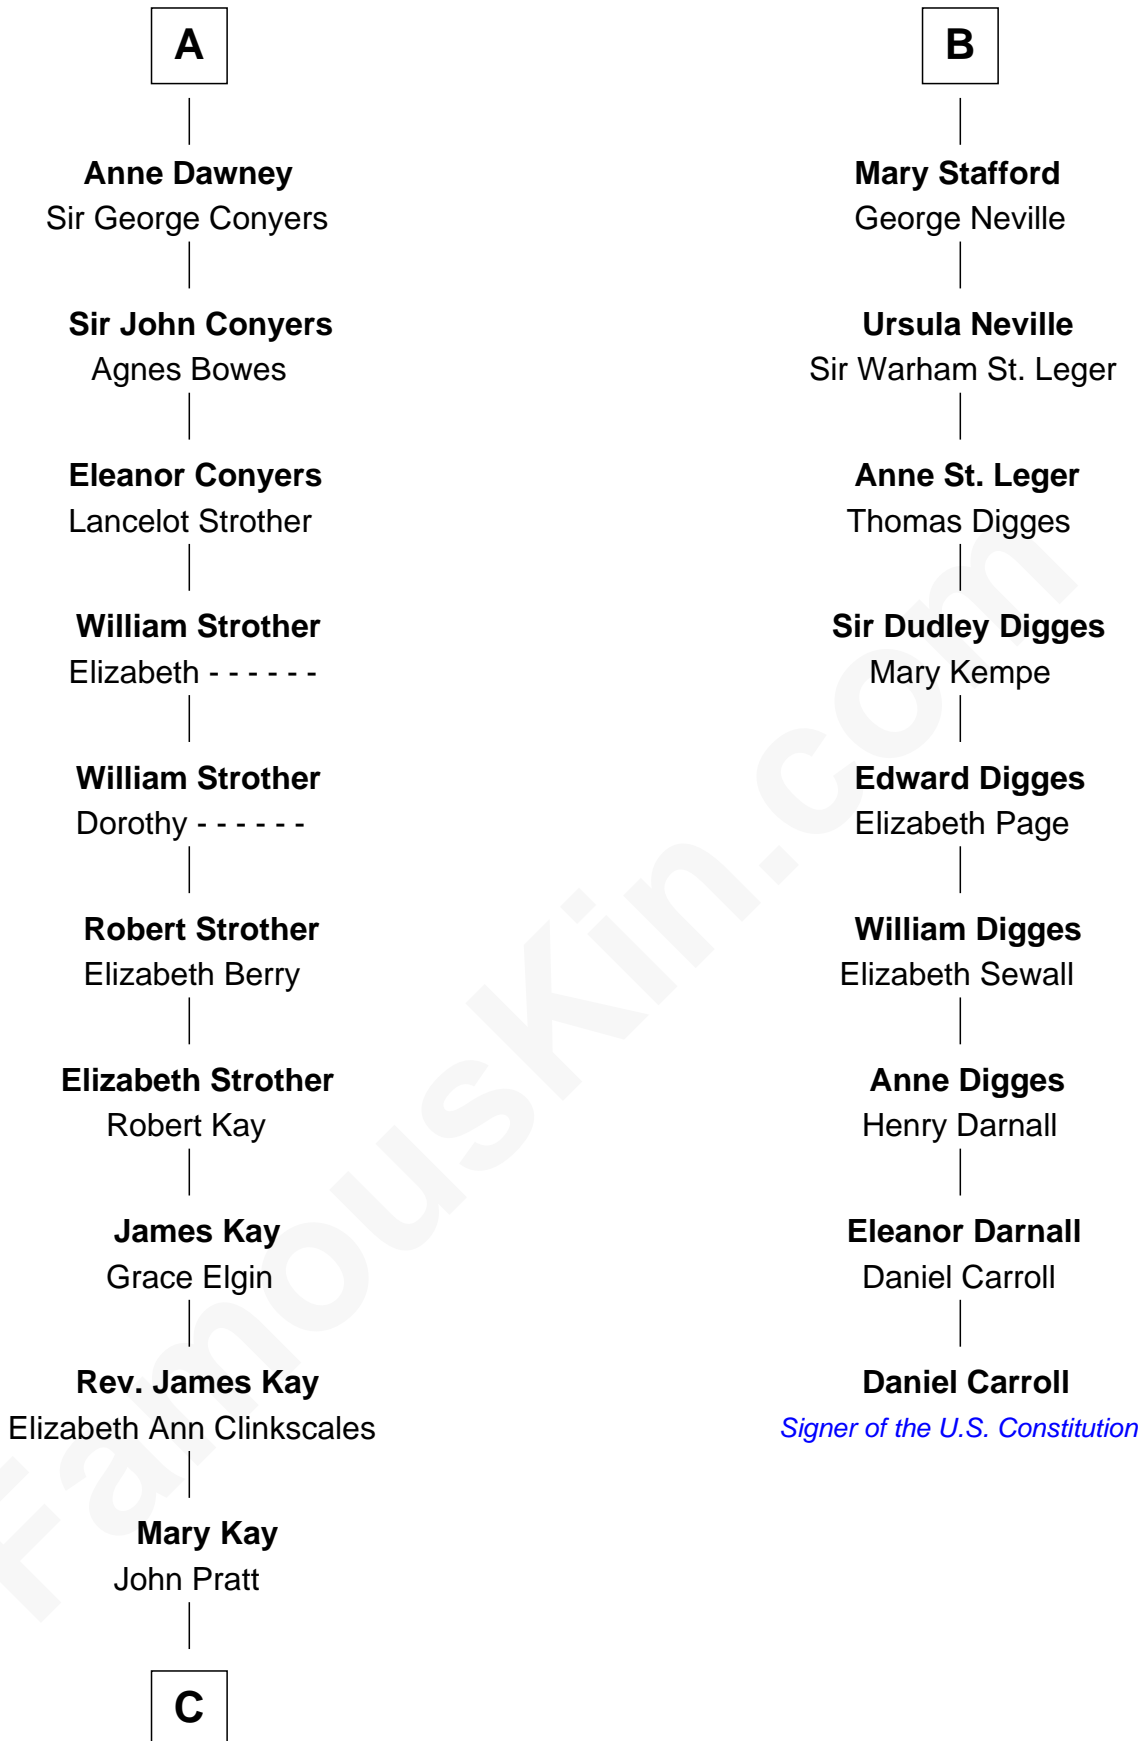 A
Anne Dawney
Sir George Conyers
Sir John Conyers
Agnes Bowes
Eleanor Conyers
Lancelot Strother
William Strother
Elizabeth - - - - - -
William Strother
Dorothy - - - - - -
Robert Strother
Elizabeth Berry
Elizabeth Strother
Robert Kay
James Kay
Grace Elgin
Rev. James Kay
Elizabeth Ann Clinkscales
Mary Kay
John Pratt
C
B
Mary Stafford
George Neville
Ursula Neville
Sir Warham St. Leger
Anne St. Leger
Thomas Digges
Sir Dudley Digges
Mary Kempe
Edward Digges
Elizabeth Page
William Digges
Elizabeth Sewall
Anne Digges
Henry Darnall
Eleanor Darnall
Daniel Carroll
Daniel Carroll
Signer of the U.S. Constitution
FamousKin.com